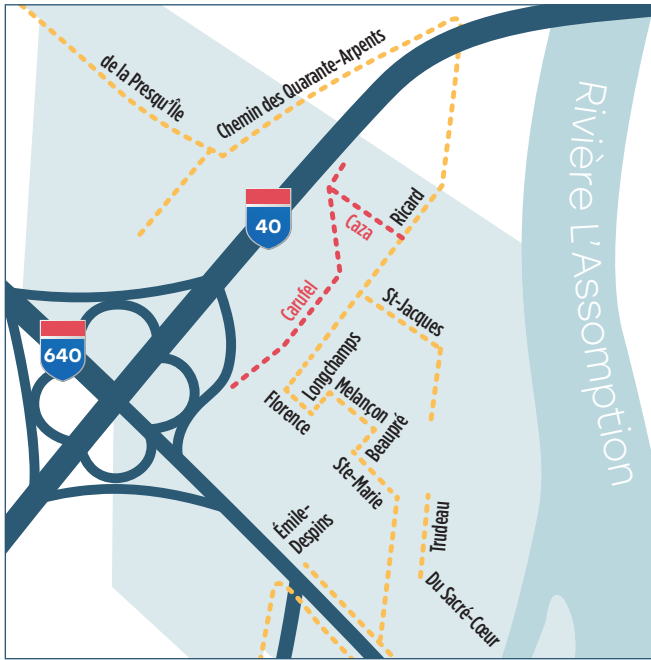 de la Presqu'Île
Chemin des Quarante-Arpents
40
Caza
Ricard
Rivière L'Assomption
Carufel
St-Jacques
640
Longchamps
Melançon
Florence
Beaupré
Ste-Marie
Émile-
Despins
Trudeau
Du Sacré-Cœur